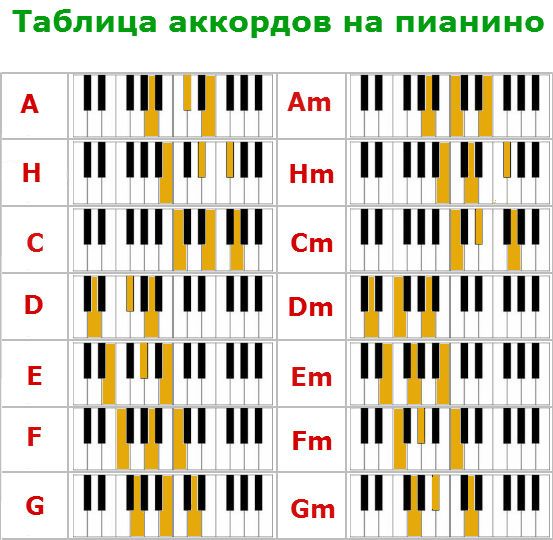 Таблица аккордов на пианино
A Am
H Hm
C Cm
D Dm
E Em
F Fm
G Gm